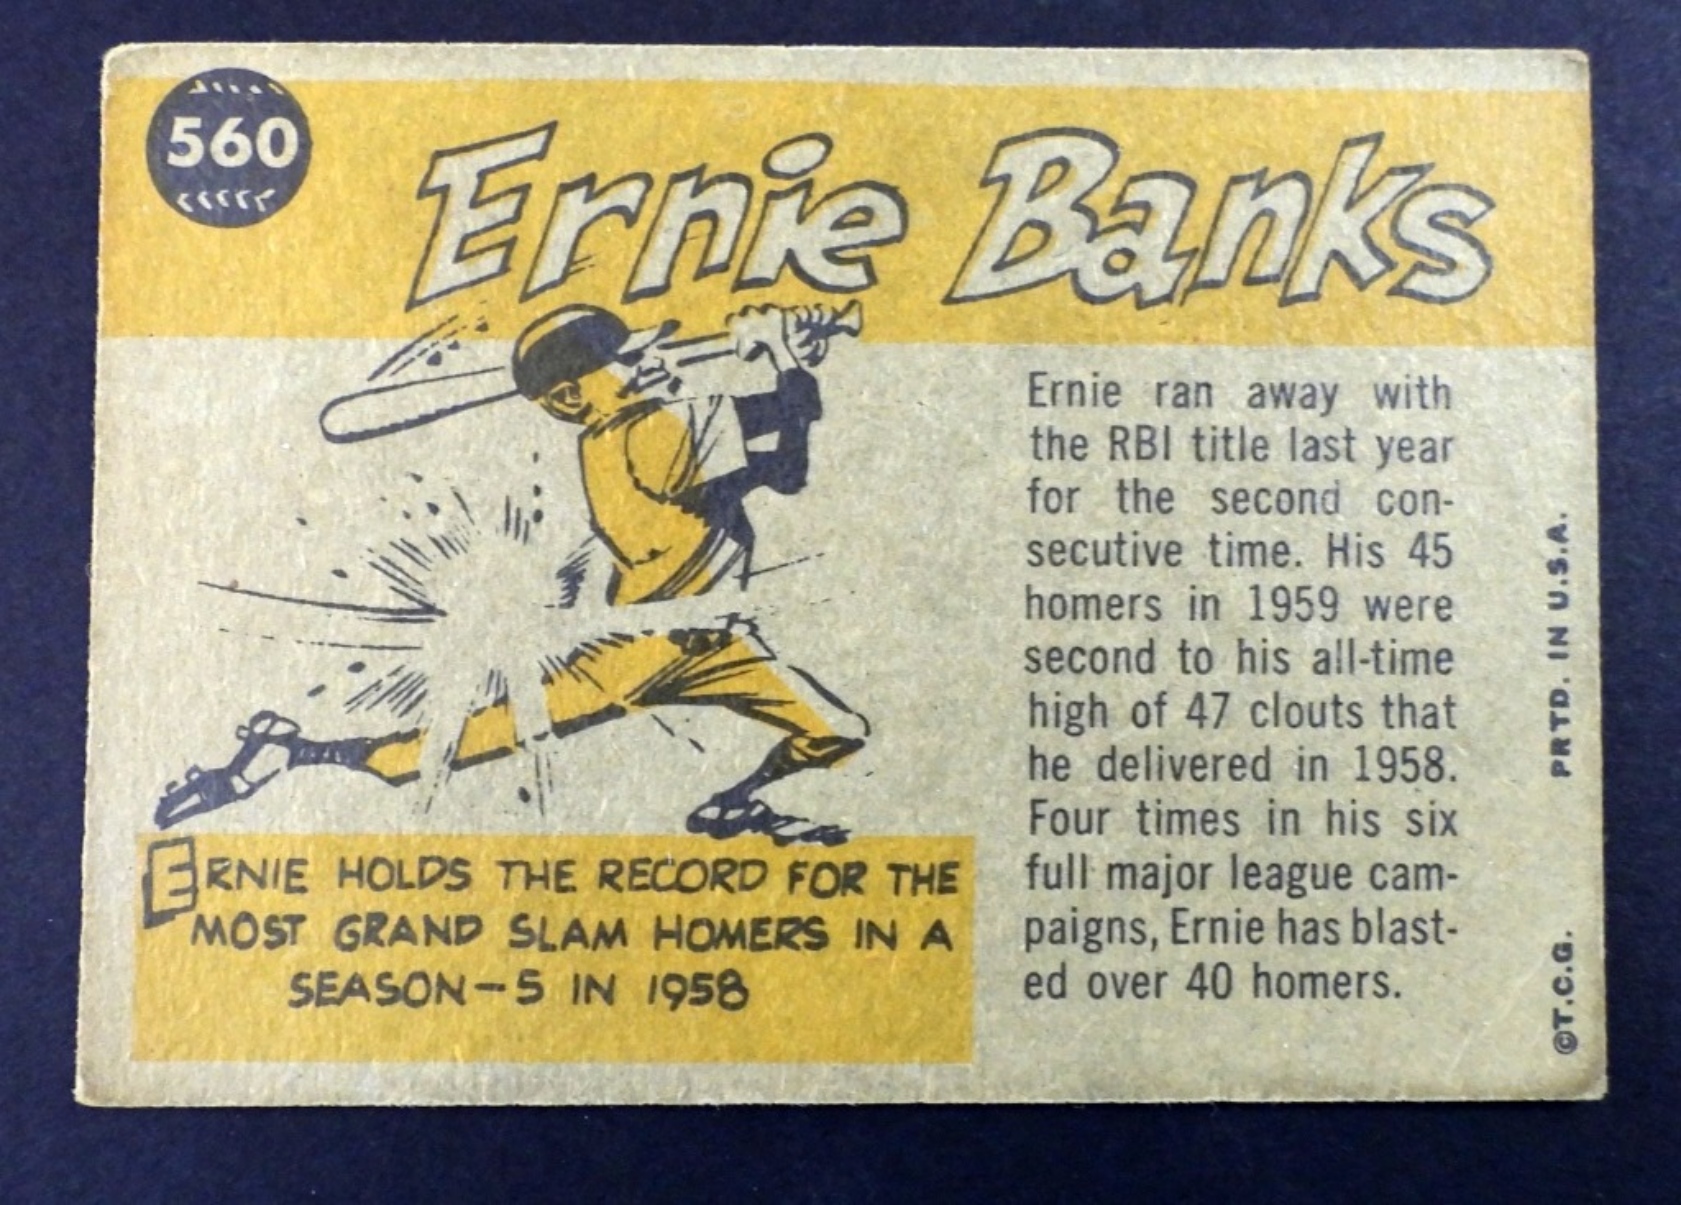 560
Ernie Banks
Ernie ran away with
the RBI title last year
for the second con-
secutive time. His 45
homers in 1959 were
second to his all-time
high of 47 clouts that
he delivered in 1958.
Four times in his six
full major league cam-
paigns, Ernie has blast-
ed over 40 homers.
ERNIE HOLDS THE RECORD FOR THE
MOST GRAND SLAM HOMERS IN A
SEASON-5 IN 1958
©T.C.G. PRTD. IN U.S.A.